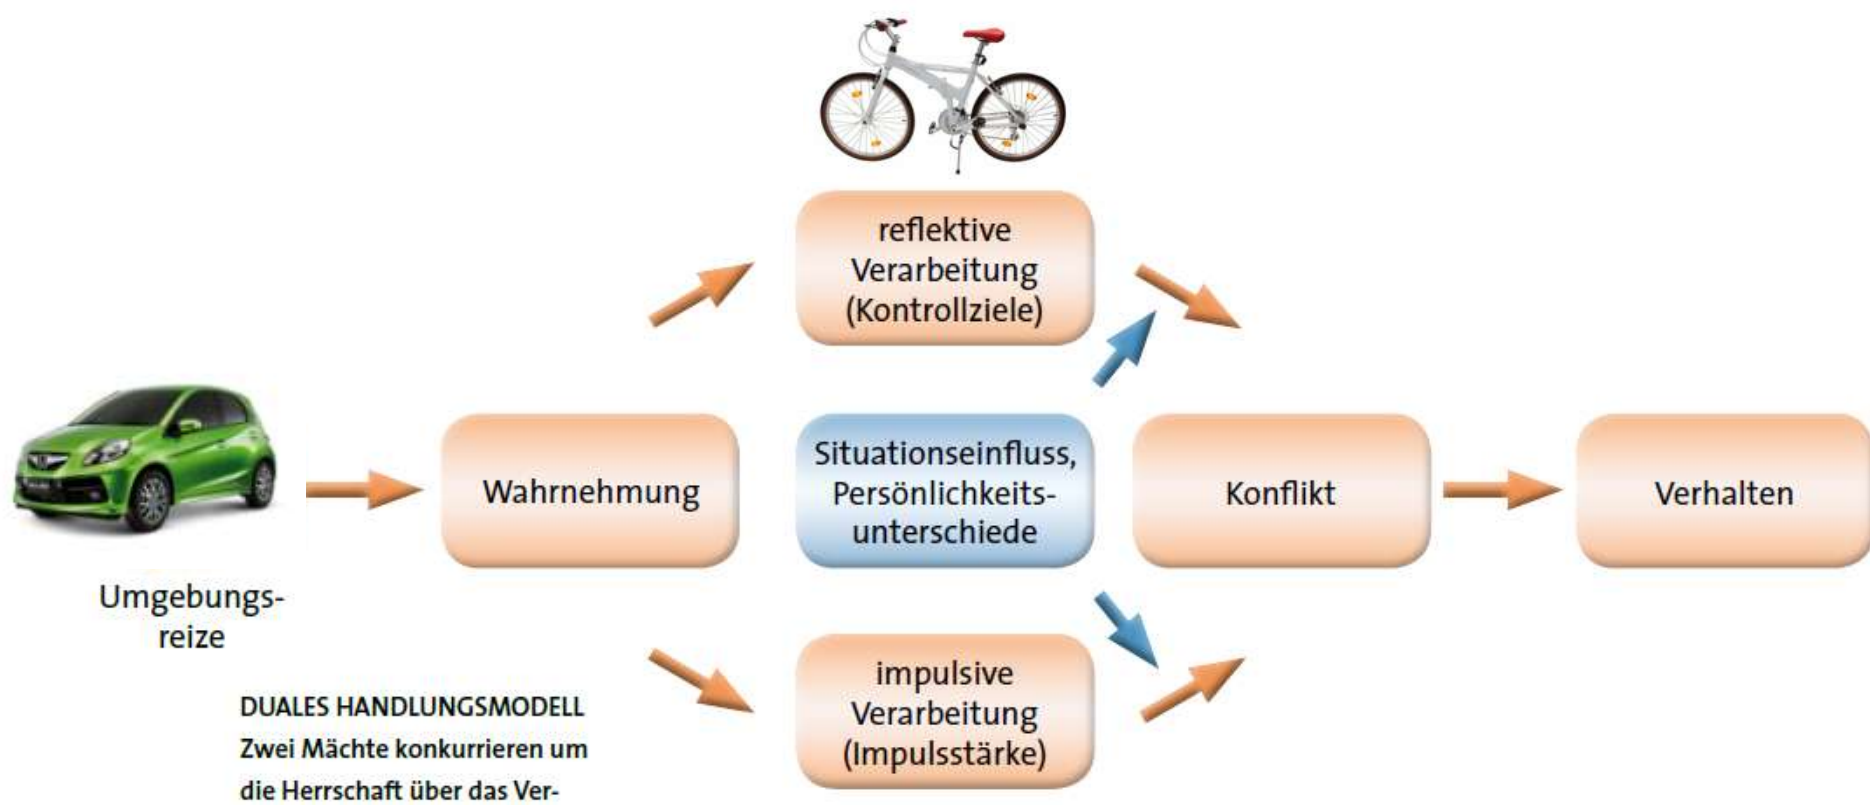 reflektive
Verarbeitung
(Kontrollziele)
Umgebungs-
reize
Wahrnehmung
Situationseinfluss,
Persönlichkeits-
unterschiede
Konflikt
Verhalten
impulsive
Verarbeitung
(Impulsstärke)
DUALES HANDLUNGSMODELL
Zwei Mächte konkurrieren um
die Herrschaft über das Ver-